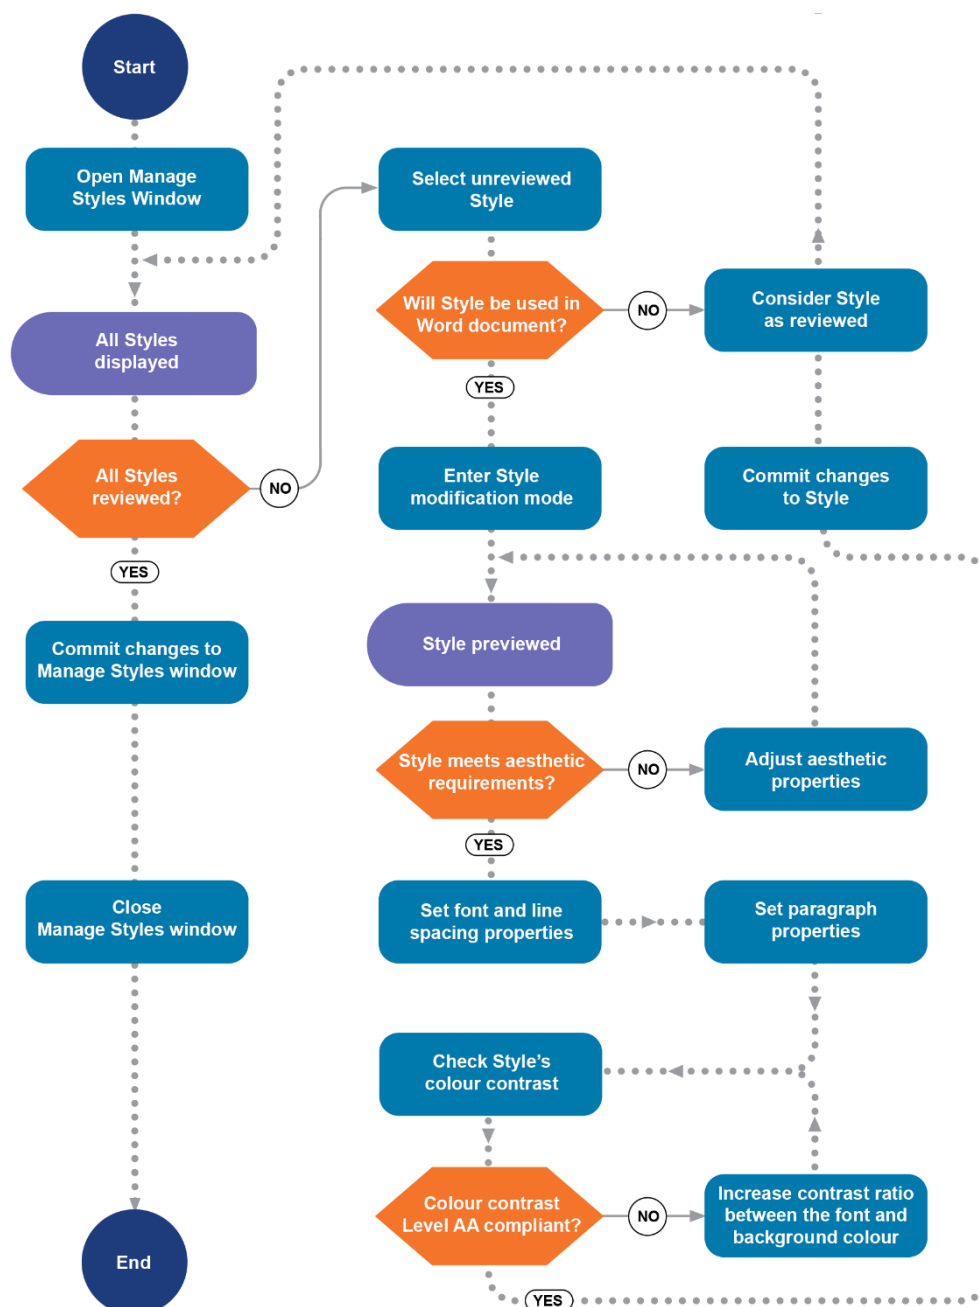 Start
Open Manage
Styles Window
All Styles
displayed
All Styles
reviewed?
NO
YES
Commit changes to
Manage Styles window
Close
Manage Styles window
End
Select unreviewed
Style
Will Style be used in
Word document?
NO
Consider Style
as reviewed
YES
Enter Style
modification mode
Commit changes
to Style
Style previewed
Style meets aesthetic
requirements?
NO
Adjust aesthetic
properties
YES
Set font and line
spacing properties
Set paragraph
properties
Check Style's
colour contrast
Colour contrast
Level AA compliant?
NO
Increase contrast ratio
between the font and
background colour
YES